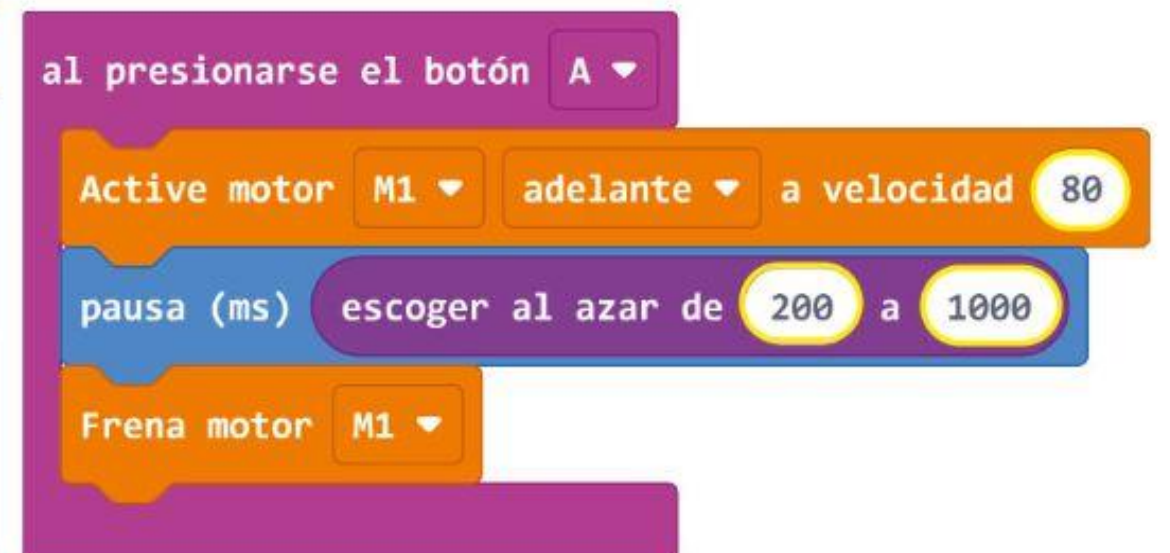 al presionarse el botón A
Active motor M1 adelante a velocidad 80
pausa (ms) escoger al azar de 200 a 1000
Frena motor M1